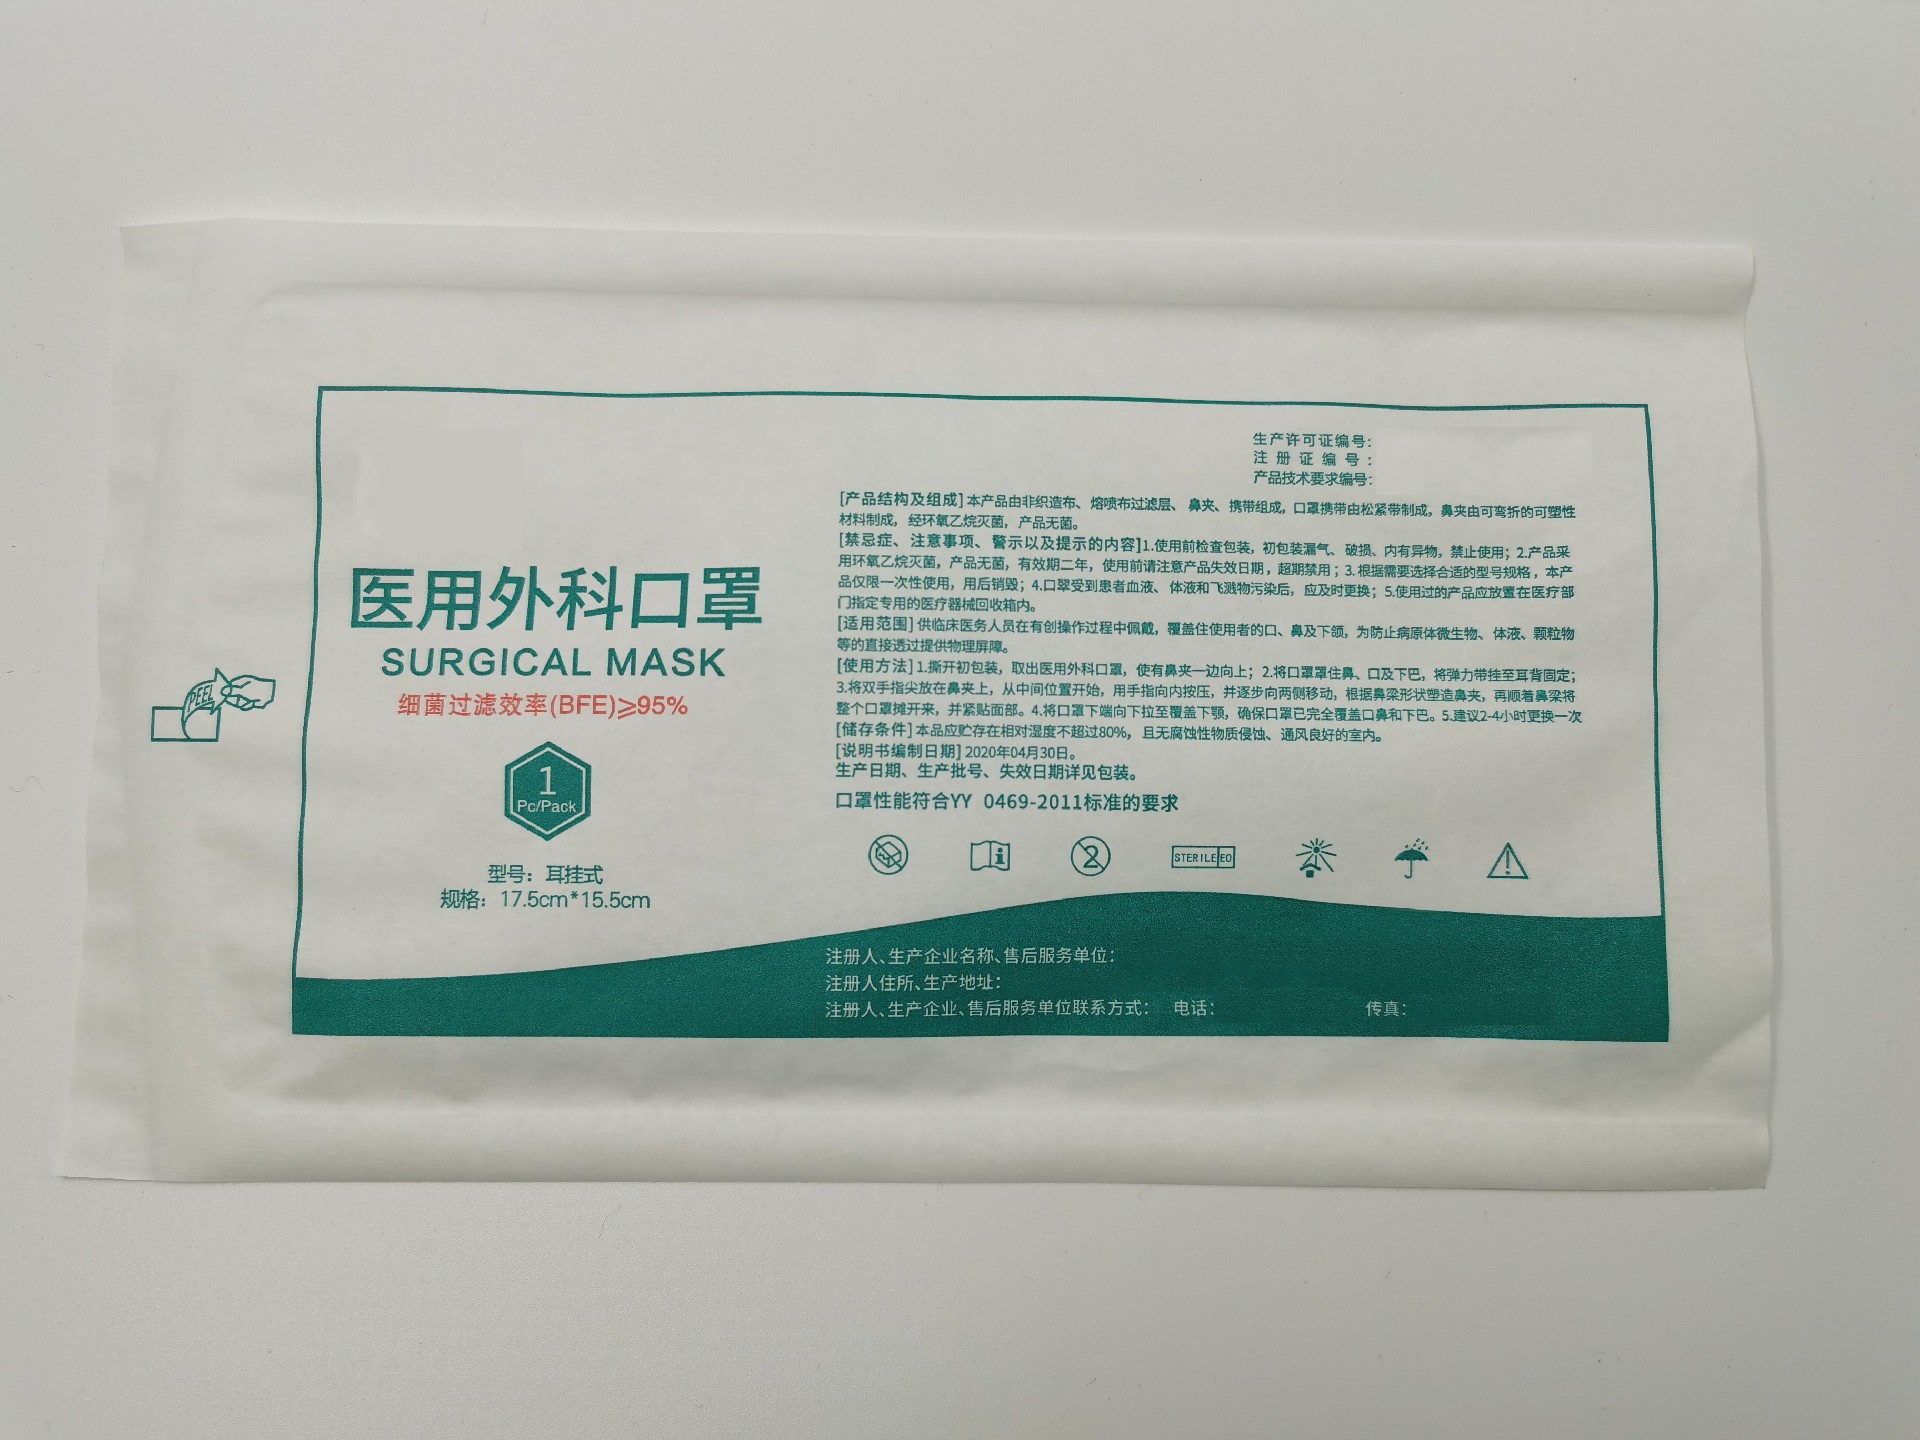 医用外科口罩
SURGICAL MASK
细菌过滤效率(BFE)≥95%
PEEL
1
Pc/Pack
型号：耳挂式
规格：17.5cm*15.5cm
生产许可证编号：
注册证编号：
产品技术要求编号：
[产品结构及组成]本产品由非织造布、熔喷布过滤层、鼻夹、携带组成，口罩携带由松紧带制成，鼻夹由可弯折的可塑性
材料制成，经环氧乙烷灭菌，产品无菌。
[禁忌症、注意事项、警示以及提示的内容]1.使用前检查包装，初包装漏气、破损、内有异物，禁止使用；2.产品采
用环氧乙烷灭菌，产品无菌，有效期二年，使用前请注意产品失效日期，超期禁用；3.根据需要选择合适的型号规格，本产
品仅限一次性使用，用后销毁；4.口罩受到患者血液、体液和飞溅物污染后，应及时更换；5.使用过的产品应放置在医疗部
门指定专用的医疗器械回收箱内。
[适用范围]供临床医务人员在有创操作过程中佩戴，覆盖住使用者的口、鼻及下颌，为防止病原体微生物、体液、颗粒物
等的直接透过提供物理屏障。
[使用方法]1.撕开初包装，取出医用外科口罩，使有鼻夹一边向上；2.将口罩罩住鼻、口及下巴，将弹力带挂至耳背固定；
3.将双手指尖放在鼻夹上，从中间位置开始，用手指向内按压，并逐步向两侧移动，根据鼻梁形状塑造鼻夹，再顺着鼻梁将
整个口罩摊开来，并紧贴面部。4.将口罩下端向下拉至覆盖下颚，确保口罩已完全覆盖口鼻和下巴。5.建议2-4小时更换一次
[储存条件]本品应贮存在相对湿度不超过80%，且无腐蚀性物质侵蚀、通风良好的室内。
[说明书编制日期]2020年04月30日。
生产日期、生产批号、失效日期详见包装。
口罩性能符合YY 0469-2011标准的要求
2 STERILE EO
注册人、生产企业名称、售后服务单位：
注册人住所、生产地址：
注册人、生产企业、售后服务单位联系方式： 电话： 传真：